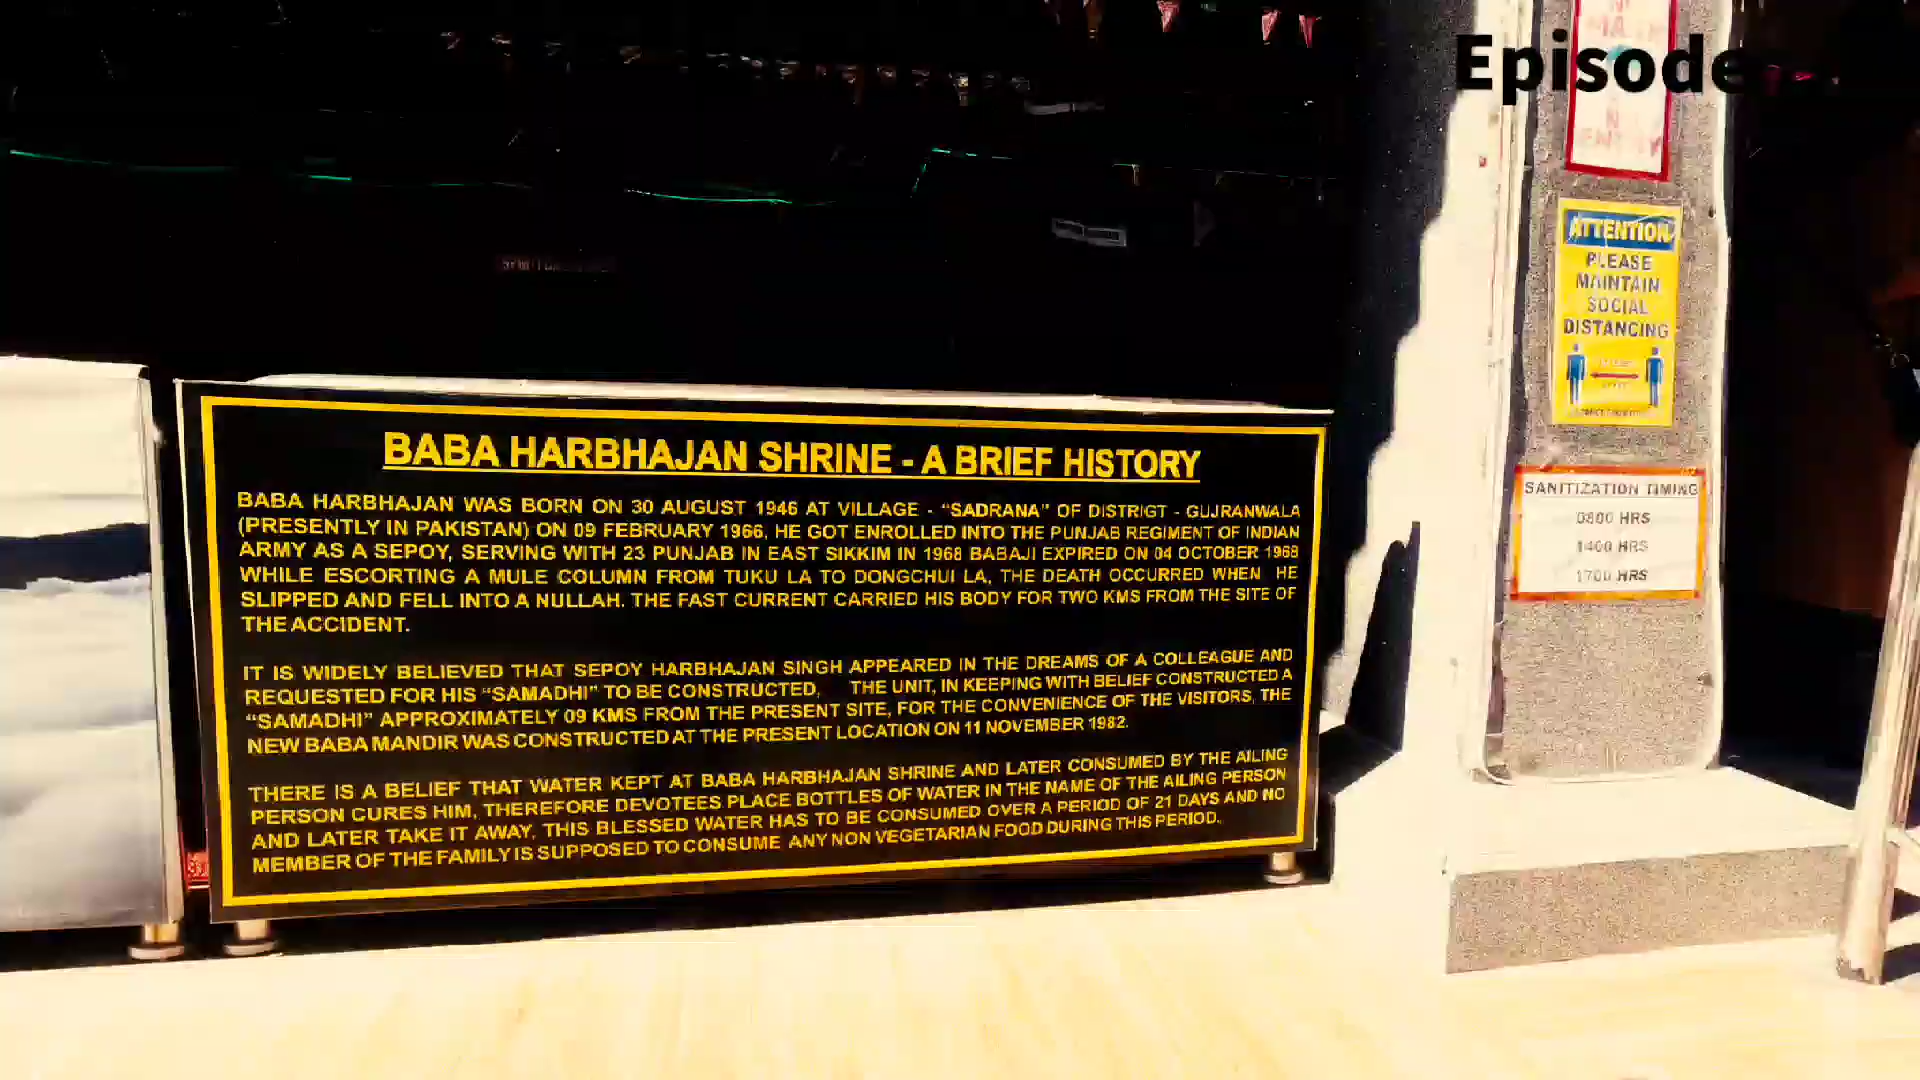 Episode
ATTENTION
PLEASE
MAINTAIN
SOCIAL
DISTANCING
SANITIZATION TIMING
0800 HRS
1400 HRS
1700 HRS
BABA HARBHAJAN SHRINE - A BRIEF HISTORY
BABA HARBHAJAN WAS BORN ON 30 AUGUST 1946 AT VILLAGE - “SADRANA” OF DISTRIGT - GUJRANWALA
(PRESENTLY IN PAKISTAN) ON 09 FEBRUARY 1966, HE GOT ENROLLED INTO THE PUNJAB REGIMENT OF INDIAN
ARMY AS A SEPOY, SERVING WITH 23 PUNJAB IN EAST SIKKIM IN 1968 BABAJI EXPIRED ON 04 OCTOBER 1968
WHILE ESCORTING A MULE COLUMN FROM TUKU LA TO DONGCHUI LA, THE DEATH OCCURRED WHEN HE
SLIPPED AND FELL INTO A NULLAH. THE FAST CURRENT CARRIED HIS BODY FOR TWO KMS FROM THE SITE OF
THE ACCIDENT.
IT IS WIDELY BELIEVED THAT SEPOY HARBHAJAN SINGH APPEARED IN THE DREAMS OF A COLLEAGUE AND
REQUESTED FOR HIS “SAMADHI” TO BE CONSTRUCTED, THE UNIT, IN KEEPING WITH BELIEF CONSTRUCTED A
“SAMADHI” APPROXIMATELY 09 KMS FROM THE PRESENT SITE, FOR THE CONVENIENCE OF THE VISITORS, THE
NEW BABA MANDIR WAS CONSTRUCTED AT THE PRESENT LOCATION ON 11 NOVEMBER 1982.
THERE IS A BELIEF THAT WATER KEPT AT BABA HARBHAJAN SHRINE AND LATER CONSUMED BY THE AILING
PERSON CURES HIM, THEREFORE DEVOTEES PLACE BOTTLES OF WATER IN THE NAME OF THE AILING PERSON
AND LATER TAKE IT AWAY, THIS BLESSED WATER HAS TO BE CONSUMED OVER A PERIOD OF 21 DAYS AND NO
MEMBER OF THE FAMILY IS SUPPOSED TO CONSUME ANY NON VEGETARIAN FOOD DURING THIS PERIOD.